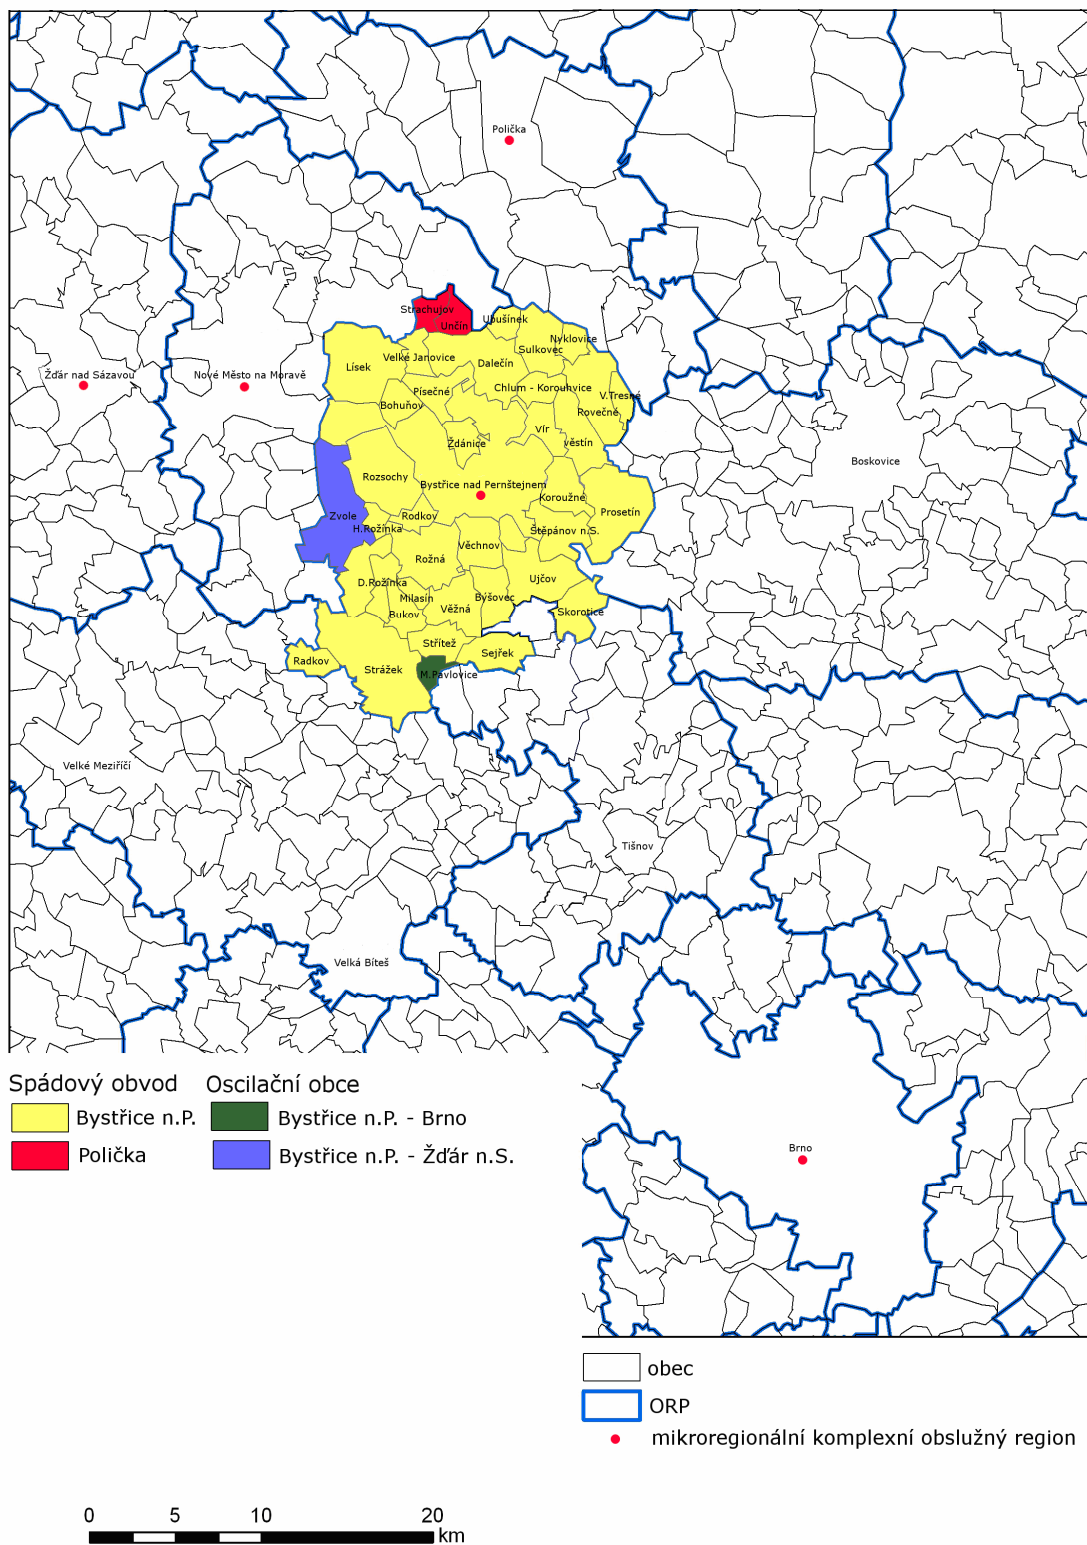 Polička
Strachujov
Unčín
Ubušínek
Nyklovice
Sulkovec
Velké Janovice
Dalečín
Lísek
Žďár nad Sázavou
Nové Město na Moravě
Písečné
Chlum - Korouhvice
V.Tresné
Bohuňov
Rovečné
Vír
věstín
Ždánice
Boskovice
Rozsochy
Bystřice nad Pernštejnem
Koroužné
Prosetín
Zvole
Rodkov
H.Rožínka
Štěpánov n.S.
Věchnov
Rožná
D.Rožínka
Ujčov
Milasín
Býšovec
Věžná
Bukov
Skorotice
Střítež
Sejřek
Radkov
Strážek
M.Pavlovice
Velké Meziříčí
Tišnov
Velká Bíteš
Spádový obvod
Oscilační obce
Bystřice n.P.
Bystřice n.P. - Brno
Polička
Bystřice n.P. - Žďár n.S.
Brno
obec
ORP
mikroregionální komplexní obslužný region
0 5 10 20
km